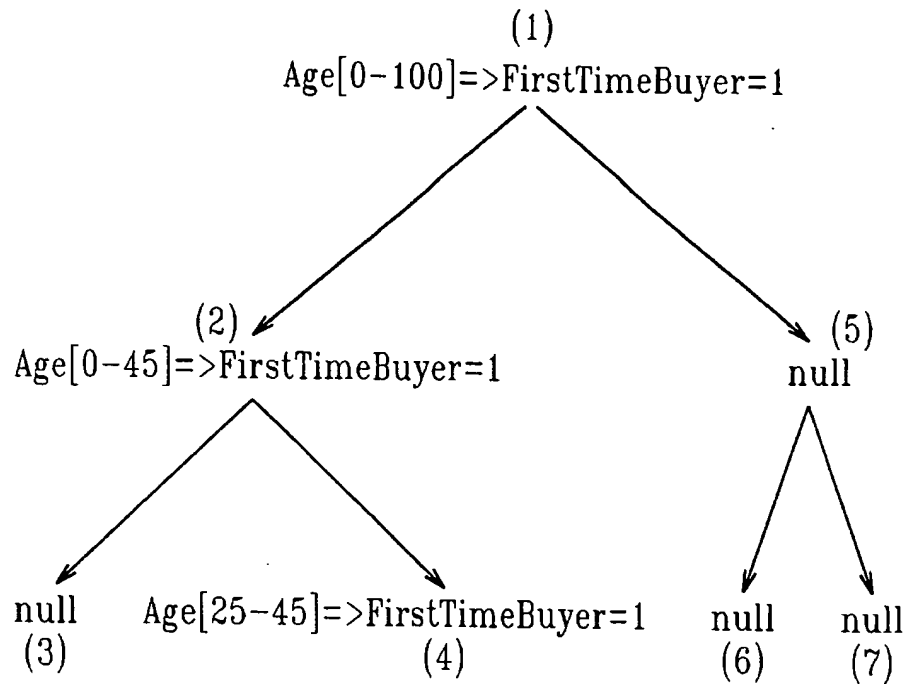 (1)
Age[0-100]=>FirstTimeBuyer=1
(2)
Age[0-45]=>FirstTimeBuyer=1
(5)
null
null
(3)
Age[25-45]=>FirstTimeBuyer=1
(4)
null
(6)
null
(7)